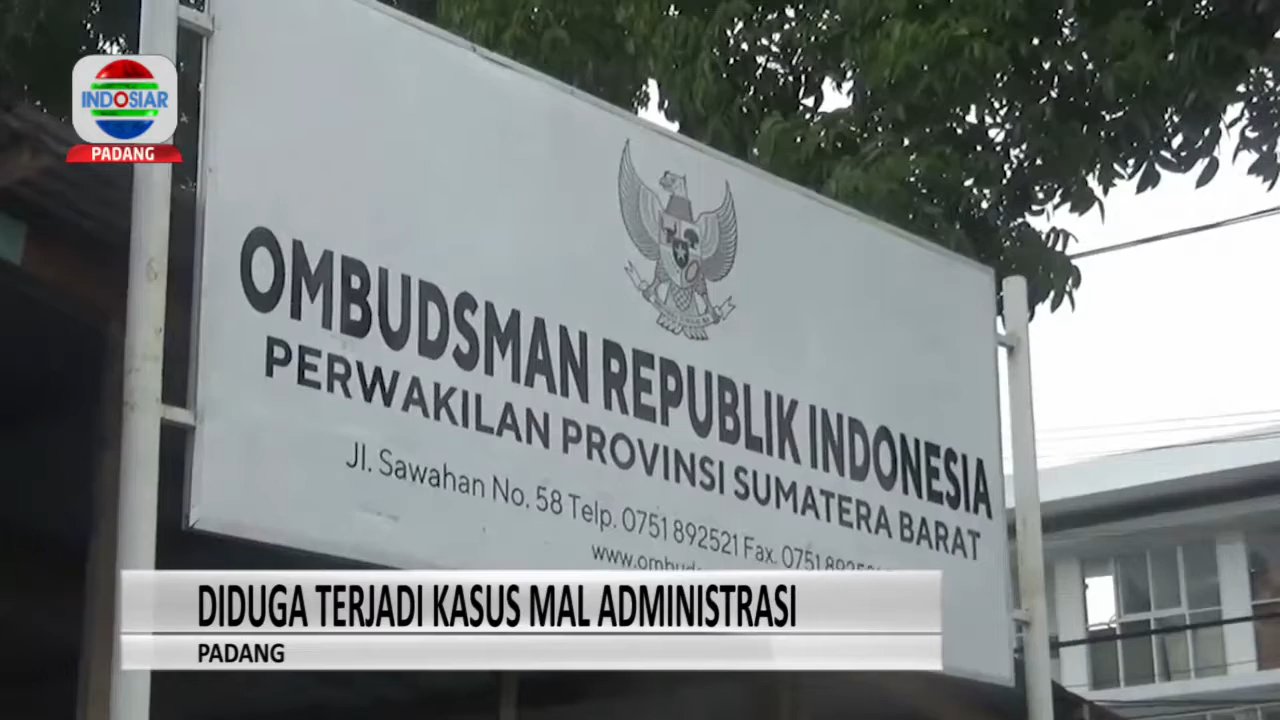 INDOSIAR
PADANG
OMBUDSMAN REPUBLIK INDONESIA
PERWAKILAN PROVINSI SUMATERA BARAT
Jl. Sawahan No. 58 Telp. 0751 892521 Fax. 0751
DIDUGA TERJADI KASUS MAL ADMINISTRASI
PADANG